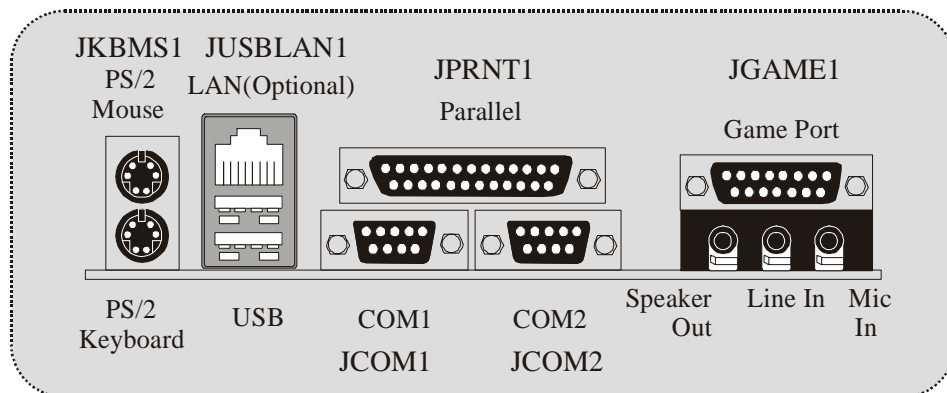 JKBMS1
PS/2
Mouse
JUSBLAN1
LAN(Optional)
JPRNT1
Parallel
JGAME1
Game Port
PS/2
Keyboard
USB
COM1
JCOM1
COM2
JCOM2
Speaker
Out
Line In
Mic
In